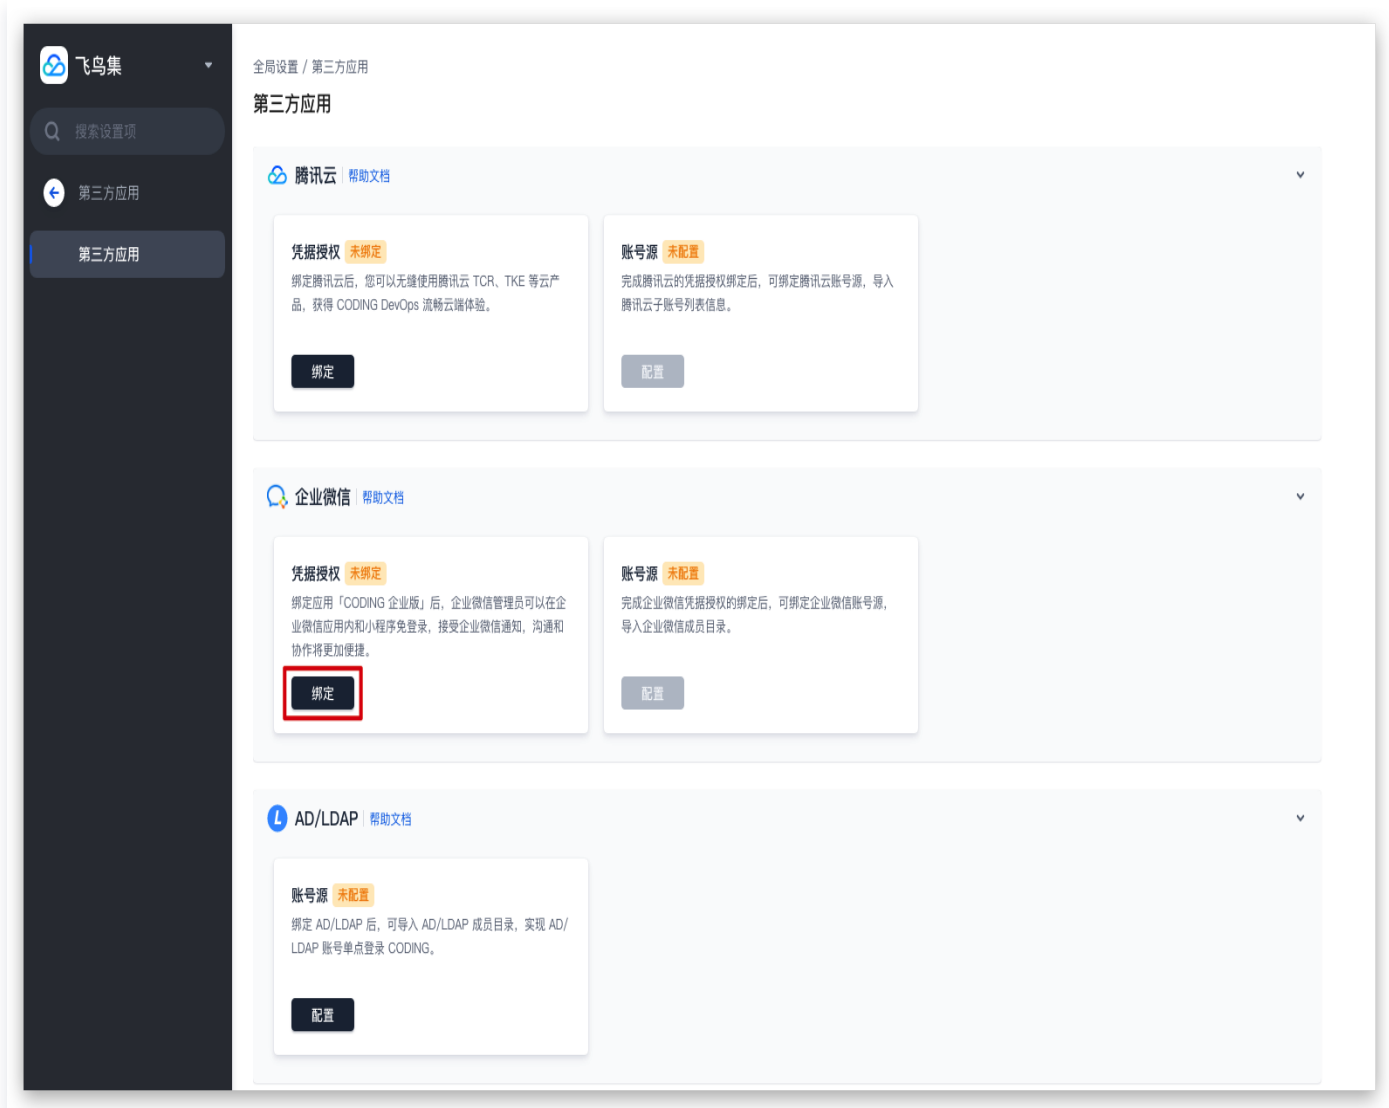 飞鸟集
搜索设置项
第三方应用
第三方应用
全局设置 / 第三方应用
第三方应用
腾讯云 帮助文档
凭据授权 未绑定
绑定腾讯云后，您可以无缝使用腾讯云 TCR、TKE 等云产
品，获得 CODING DevOps 流畅云端体验。
绑定
账号源 未配置
完成腾讯云的凭据授权绑定后，可绑定腾讯云账号源，导入
腾讯云子账号列表信息。
配置
企业微信 帮助文档
凭据授权 未绑定
绑定应用「CODING 企业版」后，企业微信管理员可以在企
业微信应用内和小程序免登录，接受企业微信通知，沟通和
协作将更加便捷。
绑定
账号源 未配置
完成企业微信凭据授权的绑定后，可绑定企业微信账号源，
导入企业微信成员目录。
配置
AD/LDAP 帮助文档
账号源 未配置
绑定 AD/LDAP 后，可导入 AD/LDAP 成员目录，实现 AD/
LDAP 账号单点登录 CODING。
配置